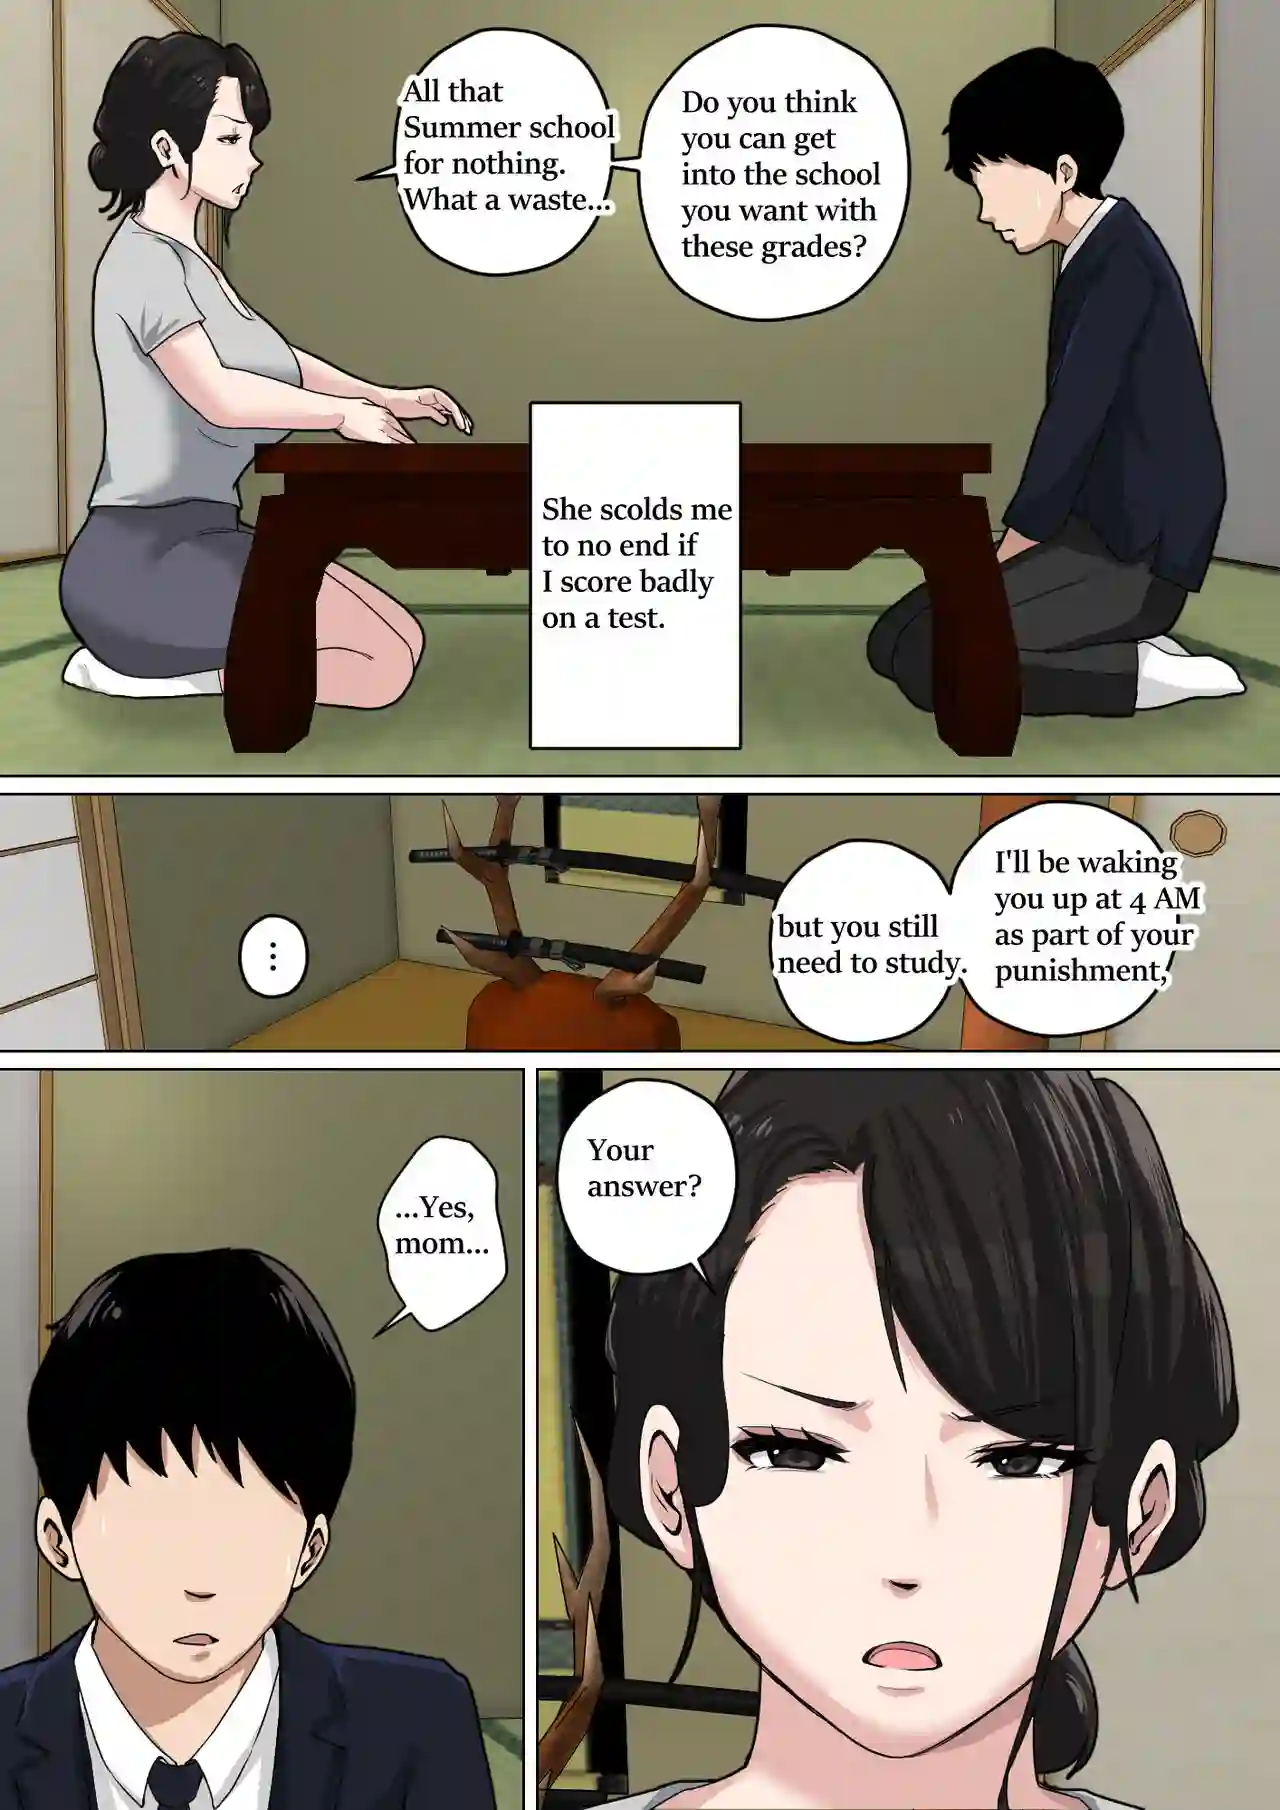 Do you think
you can get
into the school
you want with
these grades?
All that
Summer school
for nothing.
What a waste...
She scolds me
to no end if
I score badly
on a test.
I'll be waking
you up at 4 AM
as part of your
punishment,
but you still
need to study.
...
Your
answer?
...Yes,
mom...